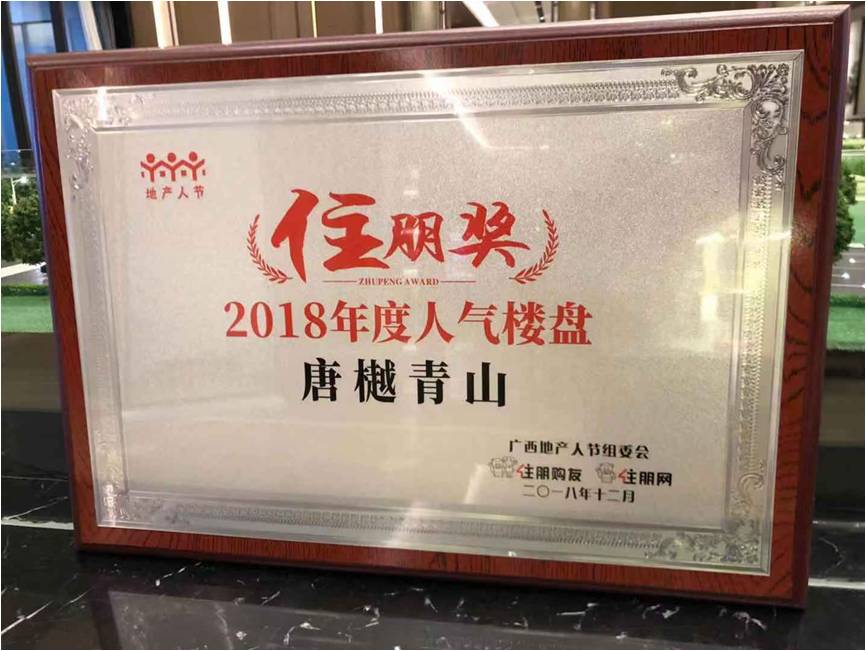 地产人节
住朋奖
ZHUPENG AWARD
2018年度人气楼盘
唐樾青山
广西地产人节组委会
住朋购友 住朋网
二〇一八年十二月